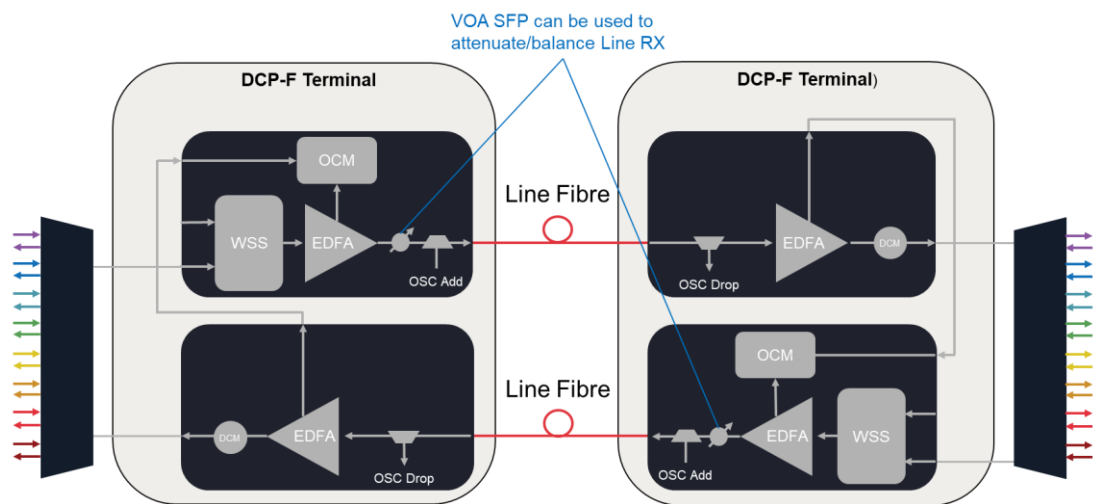 VOA SFP can be used to
attenuate/balance Line RX
DCP-F Terminal
DCP-F Terminal)
OCM
WSS
EDFA
OSC Add
Line Fibre
OSC Drop
EDFA
DCM
DCM
EDFA
OSC Drop
Line Fibre
OCM
OSC Add
EDFA
WSS